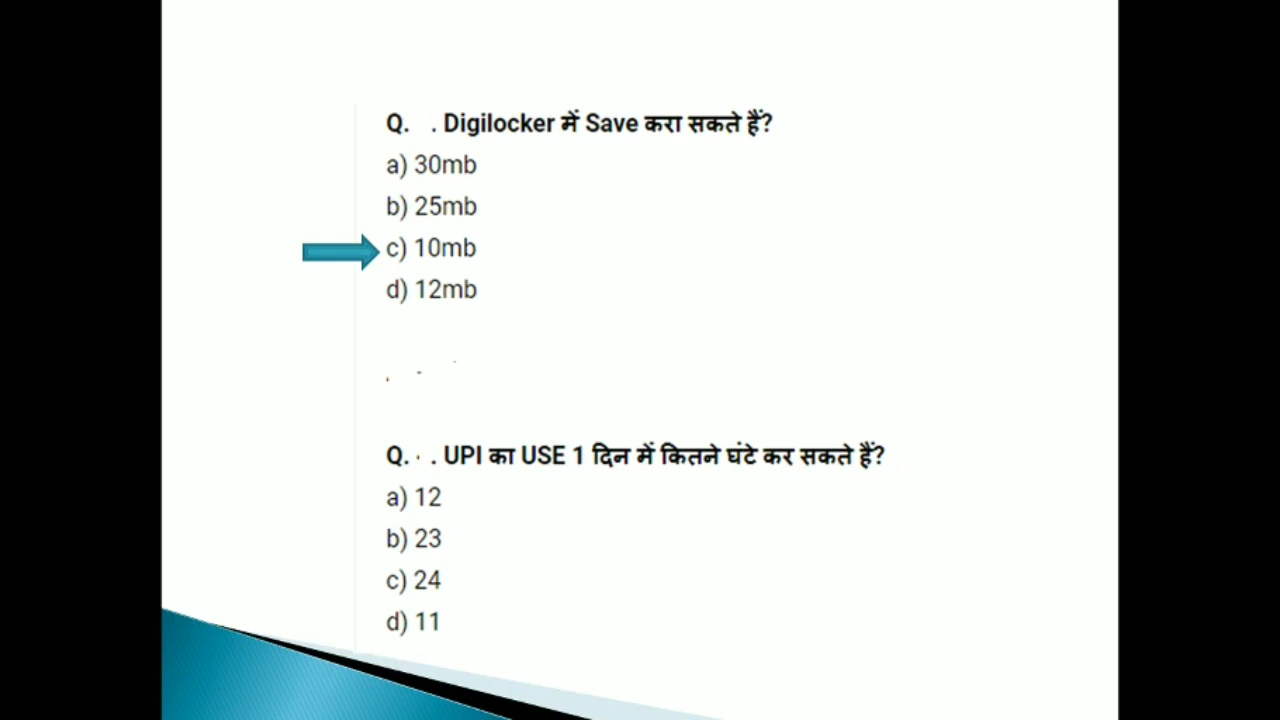 Q. . Digilocker में Save करा सकते हैं?
a) 30mb
b) 25mb
c) 10mb
d) 12mb
Q. . UPI का USE 1 दिन में कितने घंटे कर सकते हैं?
a) 12
b) 23
c) 24
d) 11